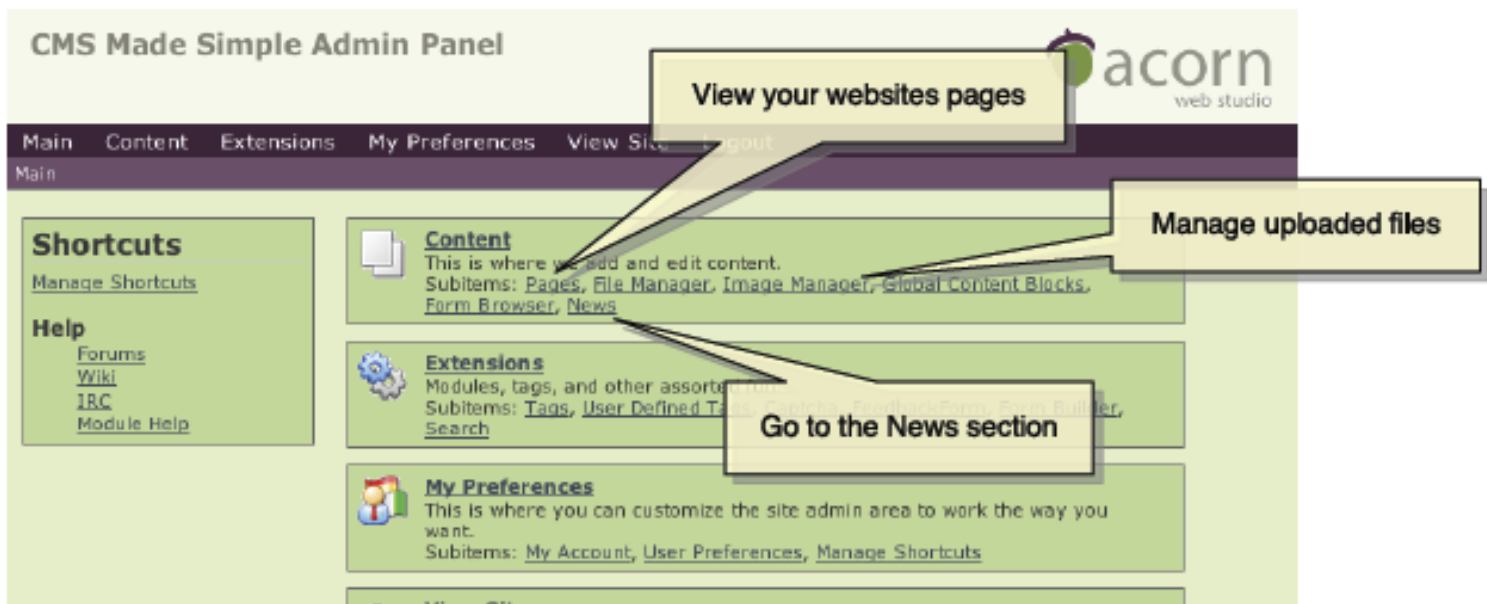 CMS Made Simple Admin Panel
acorn
web studio
View your websites pages
Main Content Extensions My Preferences View Site Logout
Main
Manage uploaded files
Shortcuts
Manage Shortcuts
Help
Forums
Wiki
IRC
Module Help
Content
This is where we add and edit content.
Subitems: Pages, File Manager, Image Manager, Global Content Blocks,
Form Browser, News
Extensions
Modules, tags, and other assorted fun.
Subitems: Tags, User Defined Tags, Captcha, FeedbackForm, Form Builder,
Search
Go to the News section
My Preferences
This is where you can customize the site admin area to work the way you
want.
Subitems: My Account, User Preferences, Manage Shortcuts